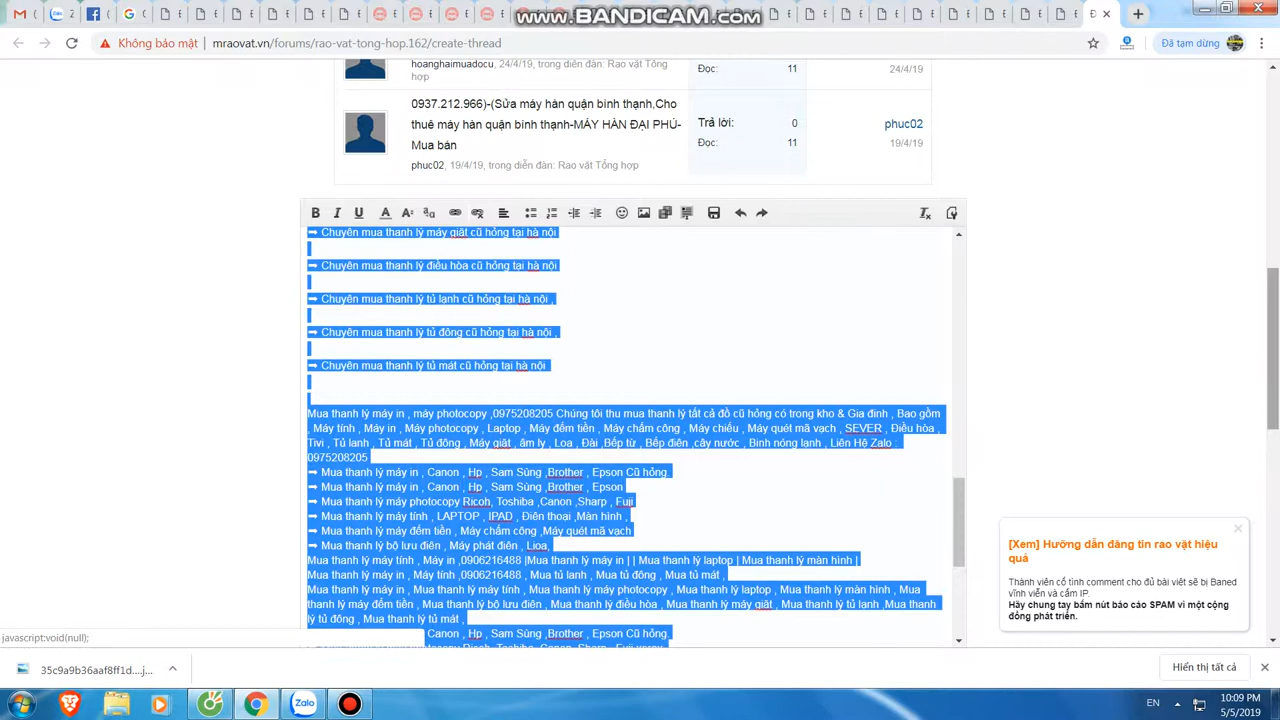 www.BANDICAM.com
Zalo
Không bảo mật
mraovat.vn/forums/rao-vat-tong-hop.162/create-thread
Đã tạm dừng
hoanghaimuadocu, 24/4/19, trong diễn đàn: Rao vặt Tổng
hợp
Đọc: 11
24/4/19
0937.212.966)-(Sửa máy hàn quận bình thạnh,Cho
thuê máy hàn quận bình thạnh-MÁY HÀN ĐẠI PHÚ-
Mua bán
phuc02, 19/4/19, trong diễn đàn: Rao vặt Tổng hợp
Trả lời: 0
Đọc: 11
phuc02
19/4/19
➡ Chuyên mua thanh lý máy giặt cũ hỏng tại hà nội
➡ Chuyên mua thanh lý điều hòa cũ hỏng tại hà nội
➡ Chuyên mua thanh lý tủ lạnh cũ hỏng tại hà nội ,
➡ Chuyên mua thanh lý tủ đông cũ hỏng tại hà nội ,
➡ Chuyên mua thanh lý tủ mát cũ hỏng tại hà nội
Mua thanh lý máy in , máy photocopy ,0975208205 Chúng tôi thu mua thanh lý tất cả đồ cũ hỏng có trong kho & Gia đình , Bao gồm
, Máy tính , Máy in , Máy photocopy , Laptop , Máy đếm tiền , Máy chấm công , Máy chiếu , Máy quét mã vạch , SEVER , Điều hòa ,
Tivi , Tủ lanh , Tủ mát , Tủ đông , Máy giặt , âm ly , Loa , Đài ,Bếp từ , Bếp điện ,cây nước , Bình nóng lạnh , Liên Hệ Zalo :
0975208205
➡ Mua thanh lý máy in , Canon , Hp , Sam Sùng ,Brother , Epson Cũ hỏng.
➡ Mua thanh lý máy in , Canon , Hp , Sam Sùng ,Brother , Epson
➡ Mua thanh lý máy photocopy Ricoh, Toshiba ,Canon ,Sharp , Fuji
➡ Mua thanh lý máy tính , LAPTOP , IPAD , Điện thoại ,Màn hình ,
➡ Mua thanh lý máy đếm tiền , Máy chấm công ,Máy quét mã vạch
➡ Mua thanh lý bộ lưu điện , Máy phát điện , Lioa,
Mua thanh lý máy tính , Máy in ,0906216488 |Mua thanh lý máy in | | Mua thanh lý laptop | Mua thanh lý màn hình |
Mua thanh lý máy in , Máy tính ,0906216488 , Mua tủ lanh , Mua tủ đông , Mua tủ mát ,
Mua thanh lý máy in , Mua thanh lý máy tính , Mua thanh lý máy photocopy , Mua thanh lý laptop , Mua thanh lý màn hình , Mua
thanh lý máy đếm tiền , Mua thanh lý bộ lưu điện , Mua thanh lý điều hòa , Mua thanh lý máy giặt , Mua thanh lý tủ lạnh ,Mua thanh
lý tủ đông , Mua thanh lý tủ mát ,
Canon , Hp , Sam Sùng ,Brother , Epson Cũ hỏng.
[Xem] Hướng dẫn đăng tin rao vặt hiệu
quả
Thành viên cố tình comment cho đủ bài viết sẽ bị Baned
vĩnh viễn và cấm IP.
Hãy chung tay bấm nút báo cáo SPAM vì một cộng
đồng phát triển.
javascript:void(null);
35c9a9b36aaf8ff1d....j...
Hiển thị tất cả
Zalo
EN
10:09 PM
5/5/2019